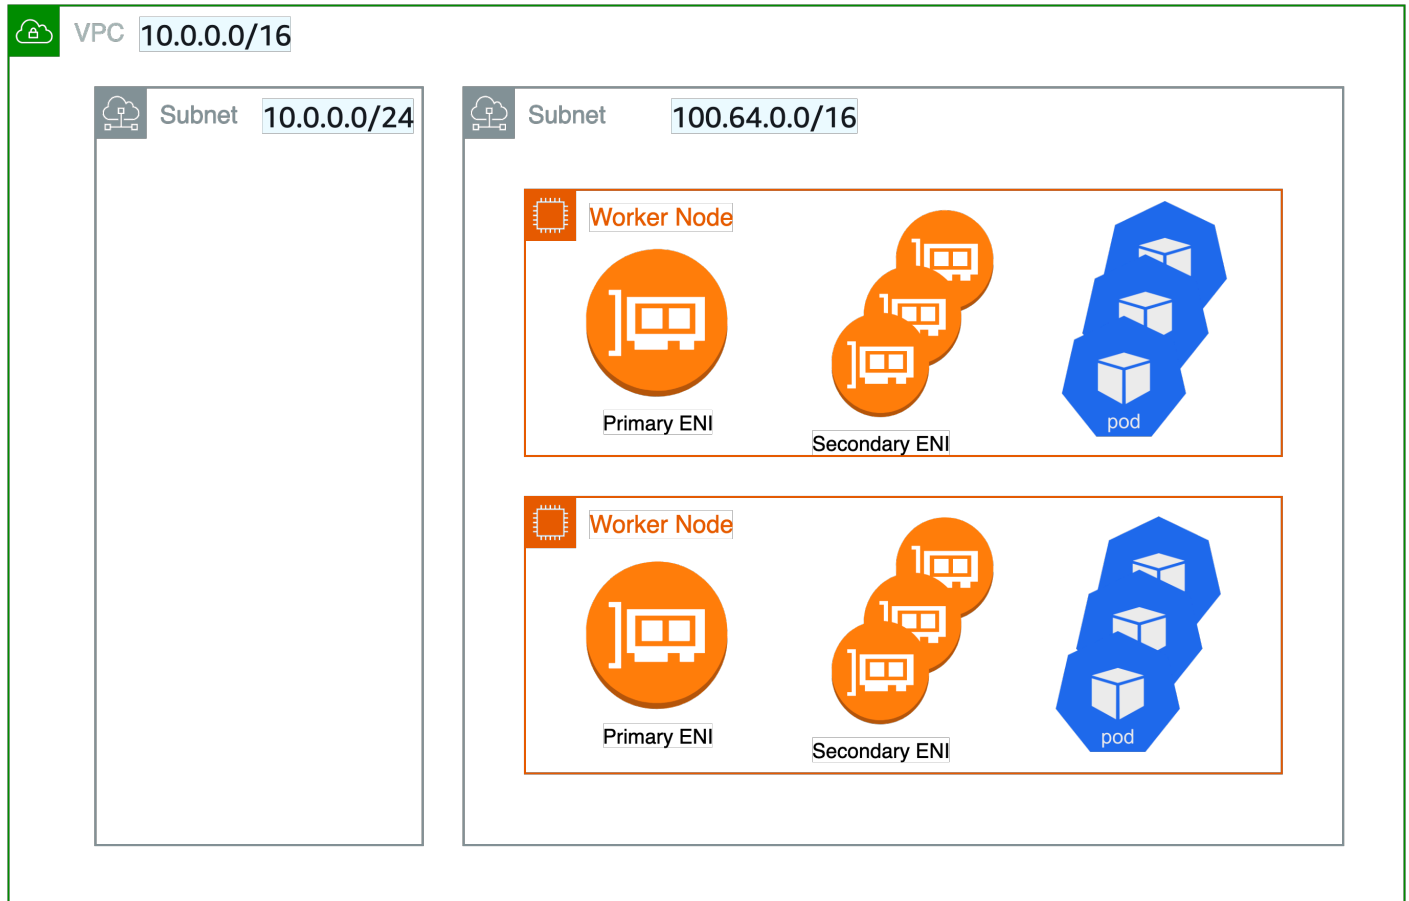 VPC 10.0.0.0/16
Subnet 10.0.0.0/24
Subnet 100.64.0.0/16
Worker Node
Primary ENI
Secondary ENI
pod
Worker Node
Primary ENI
Secondary ENI
pod